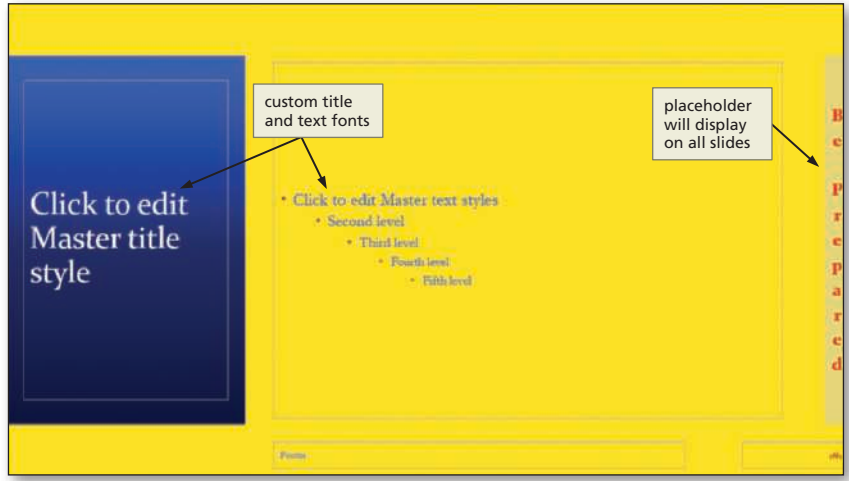 custom title
and text fonts
placeholder
will display
on all slides
Click to edit
Master title
style
• Click to edit Master text styles
• Second level
• Third level
• Fourth level
• Fifth level
B
e
P
r
e
p
a
r
e
d
Footer